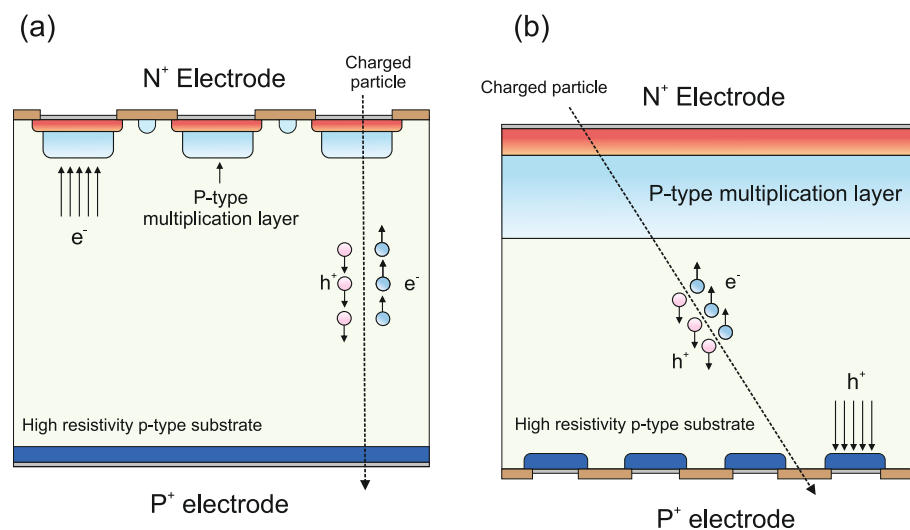 (a)
N⁺ Electrode
Charged
particle
P-type
multiplication layer
e⁻
h⁺
e⁻
High resistivity p-type substrate
P⁺ electrode
(b)
Charged particle
N⁺ Electrode
P-type multiplication layer
e⁻
h⁺
h⁺
High resistivity p-type substrate
P⁺ electrode